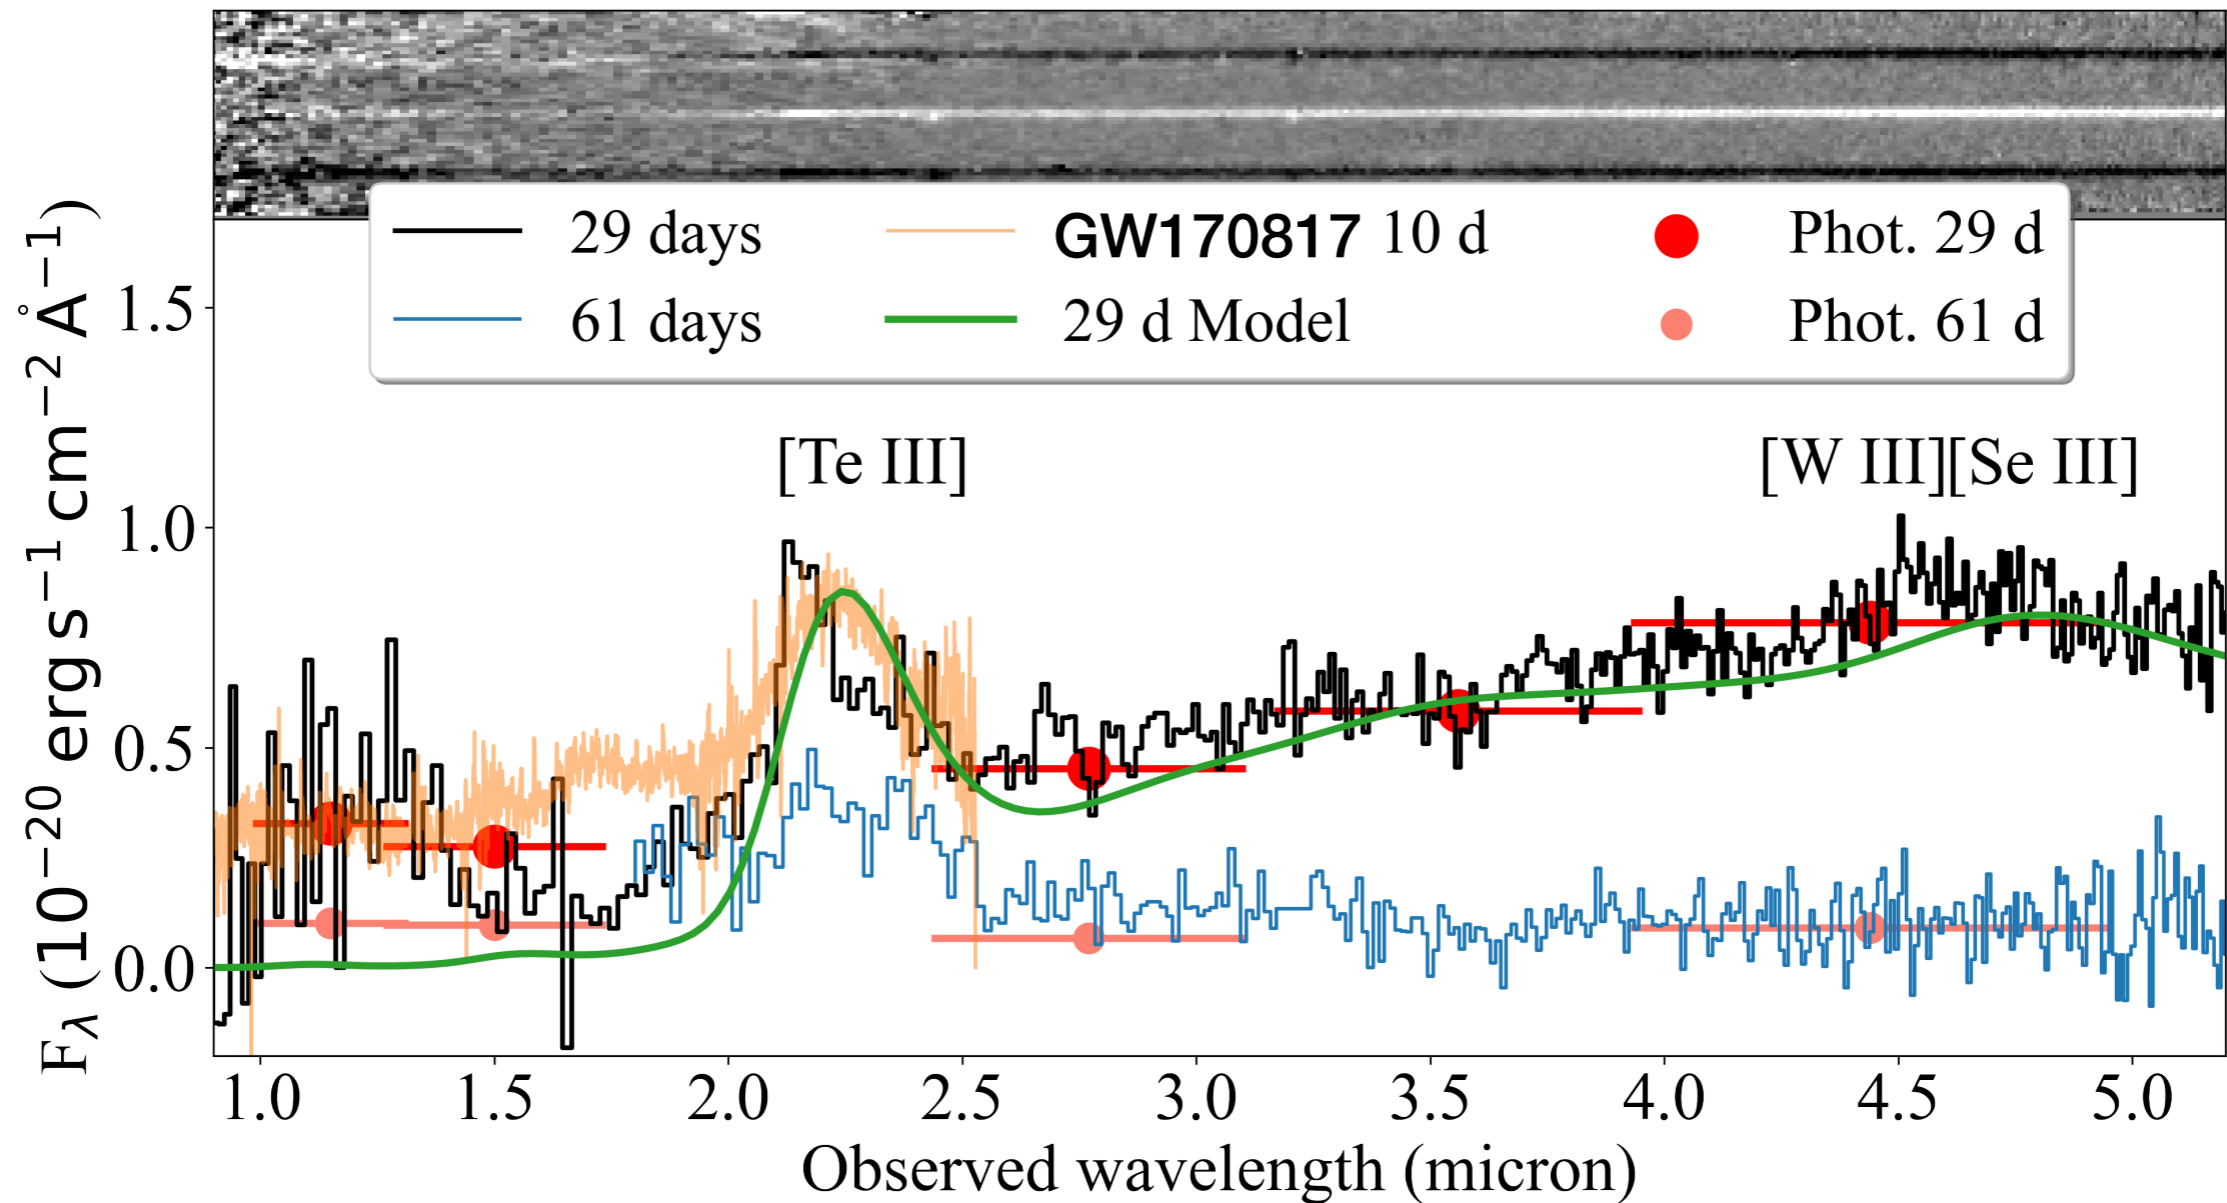 29 days GW170817 10 d Phot. 29 d
61 days 29 d Model Phot. 61 d
[Te III] [W III][Se III]
F_λ (10⁻²⁰ erg s⁻¹ cm⁻² Å⁻¹)
1.5
1.0
0.5
0.0
1.0 1.5 2.0 2.5 3.0 3.5 4.0 4.5 5.0
Observed wavelength (micron)